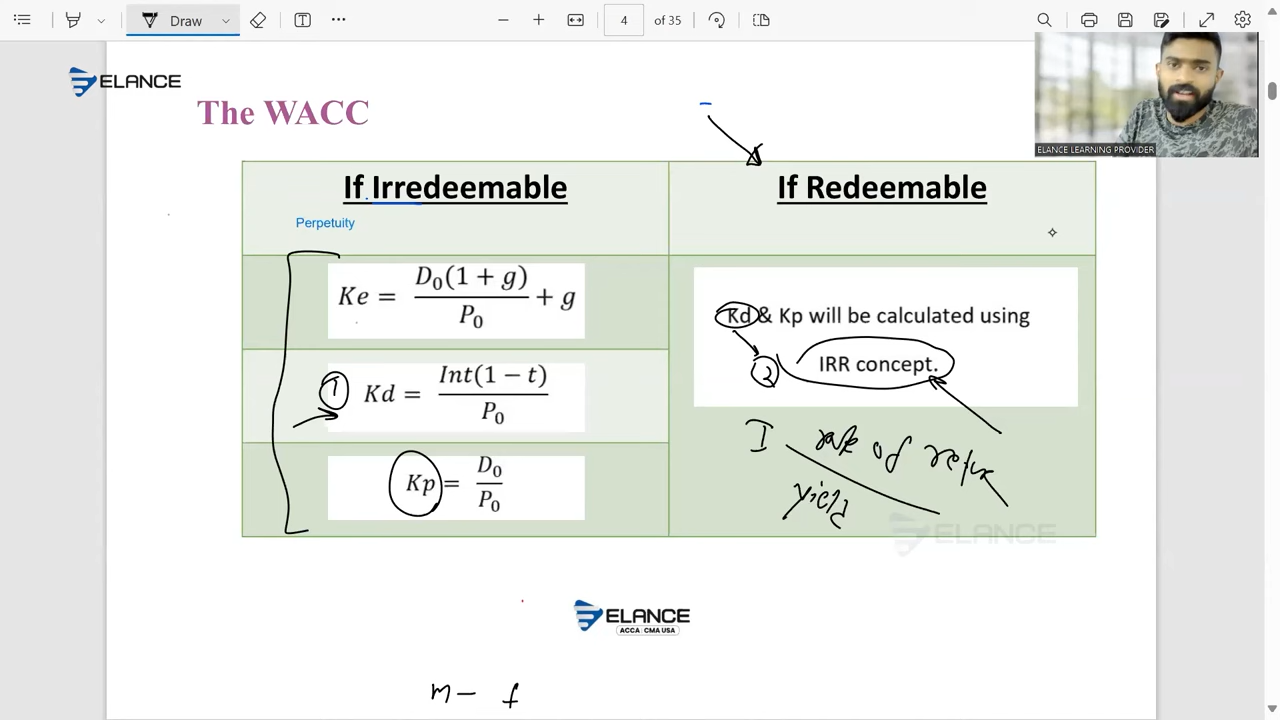 Draw
4 of 35
ELANCE
The WACC
ELANCE LEARNING PROVIDER
If Irredeemable
If Redeemable
Perpetuity
Ke = D₀(1 + g) / P₀ + g
Kd & Kp will be calculated using
2 IRR concept.
1 Kd = Int(1 − t) / P₀
I rate of return
yield
Kp = D₀ / P₀
ELANCE
ELANCE
ACCA | CMA USA
m - f